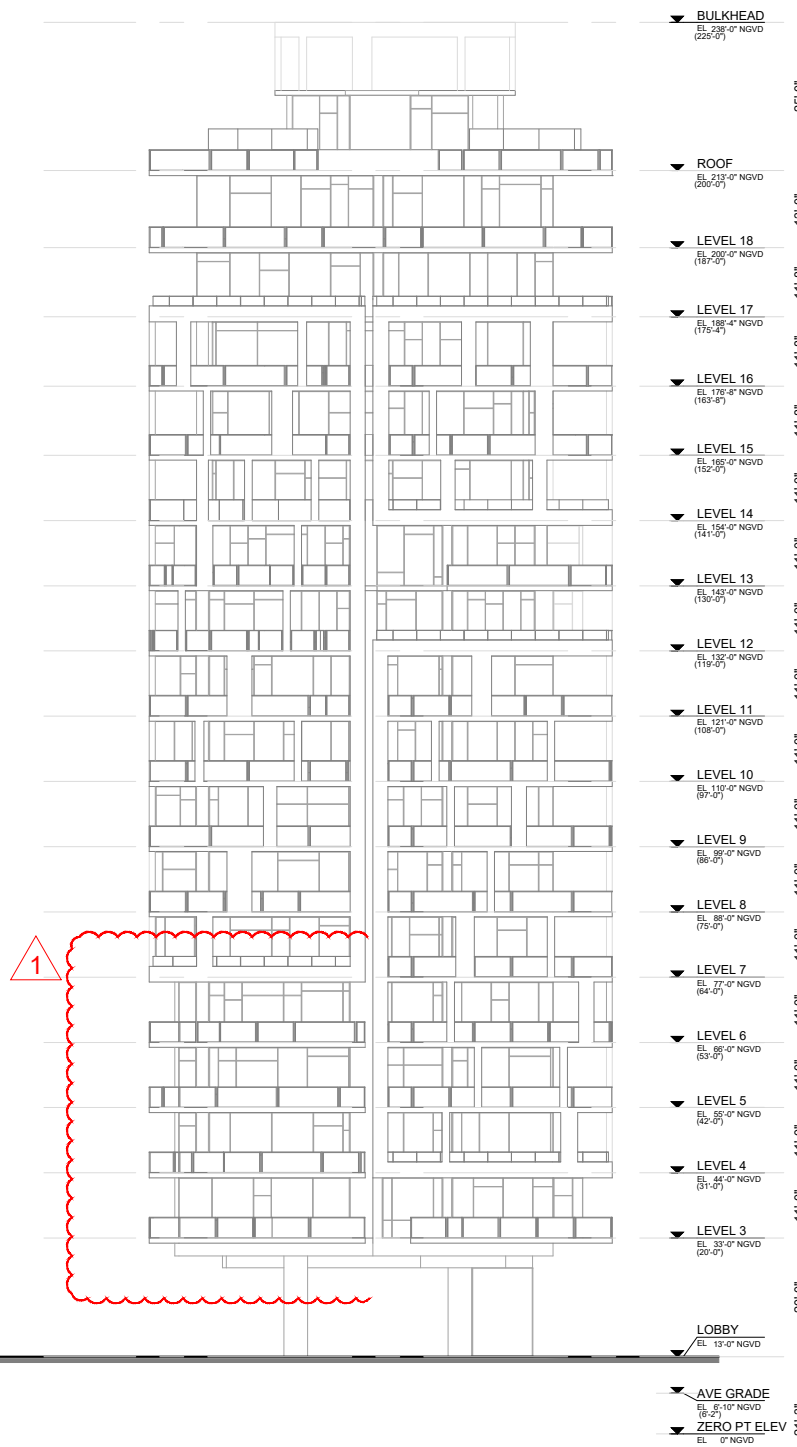 BULKHEAD
EL 238'-0" NGVD
(225'-0")
ROOF
EL 213'-0" NGVD
(200'-0")
LEVEL 18
EL 200'-0" NGVD
(187'-0")
LEVEL 17
EL 188'-4" NGVD
(175'-4")
LEVEL 16
EL 176'-8" NGVD
(163'-8")
LEVEL 15
EL 165'-0" NGVD
(152'-0")
LEVEL 14
EL 154'-0" NGVD
(141'-0")
LEVEL 13
EL 143'-0" NGVD
(130'-0")
LEVEL 12
EL 132'-0" NGVD
(119'-0")
LEVEL 11
EL 121'-0" NGVD
(108'-0")
LEVEL 10
EL 110'-0" NGVD
(97'-0")
LEVEL 9
EL 99'-0" NGVD
(86'-0")
LEVEL 8
EL 88'-0" NGVD
(75'-0")
1
LEVEL 7
EL 77'-0" NGVD
(64'-0")
LEVEL 6
EL 66'-0" NGVD
(53'-0")
LEVEL 5
EL 55'-0" NGVD
(42'-0")
LEVEL 4
EL 44'-0" NGVD
(31'-0")
LEVEL 3
EL 33'-0" NGVD
(20'-0")
LOBBY
EL 13'-0" NGVD
AVE GRADE
EL 6'-10" NGVD
(6'-2")
ZERO PT ELEV
EL 0" NGVD